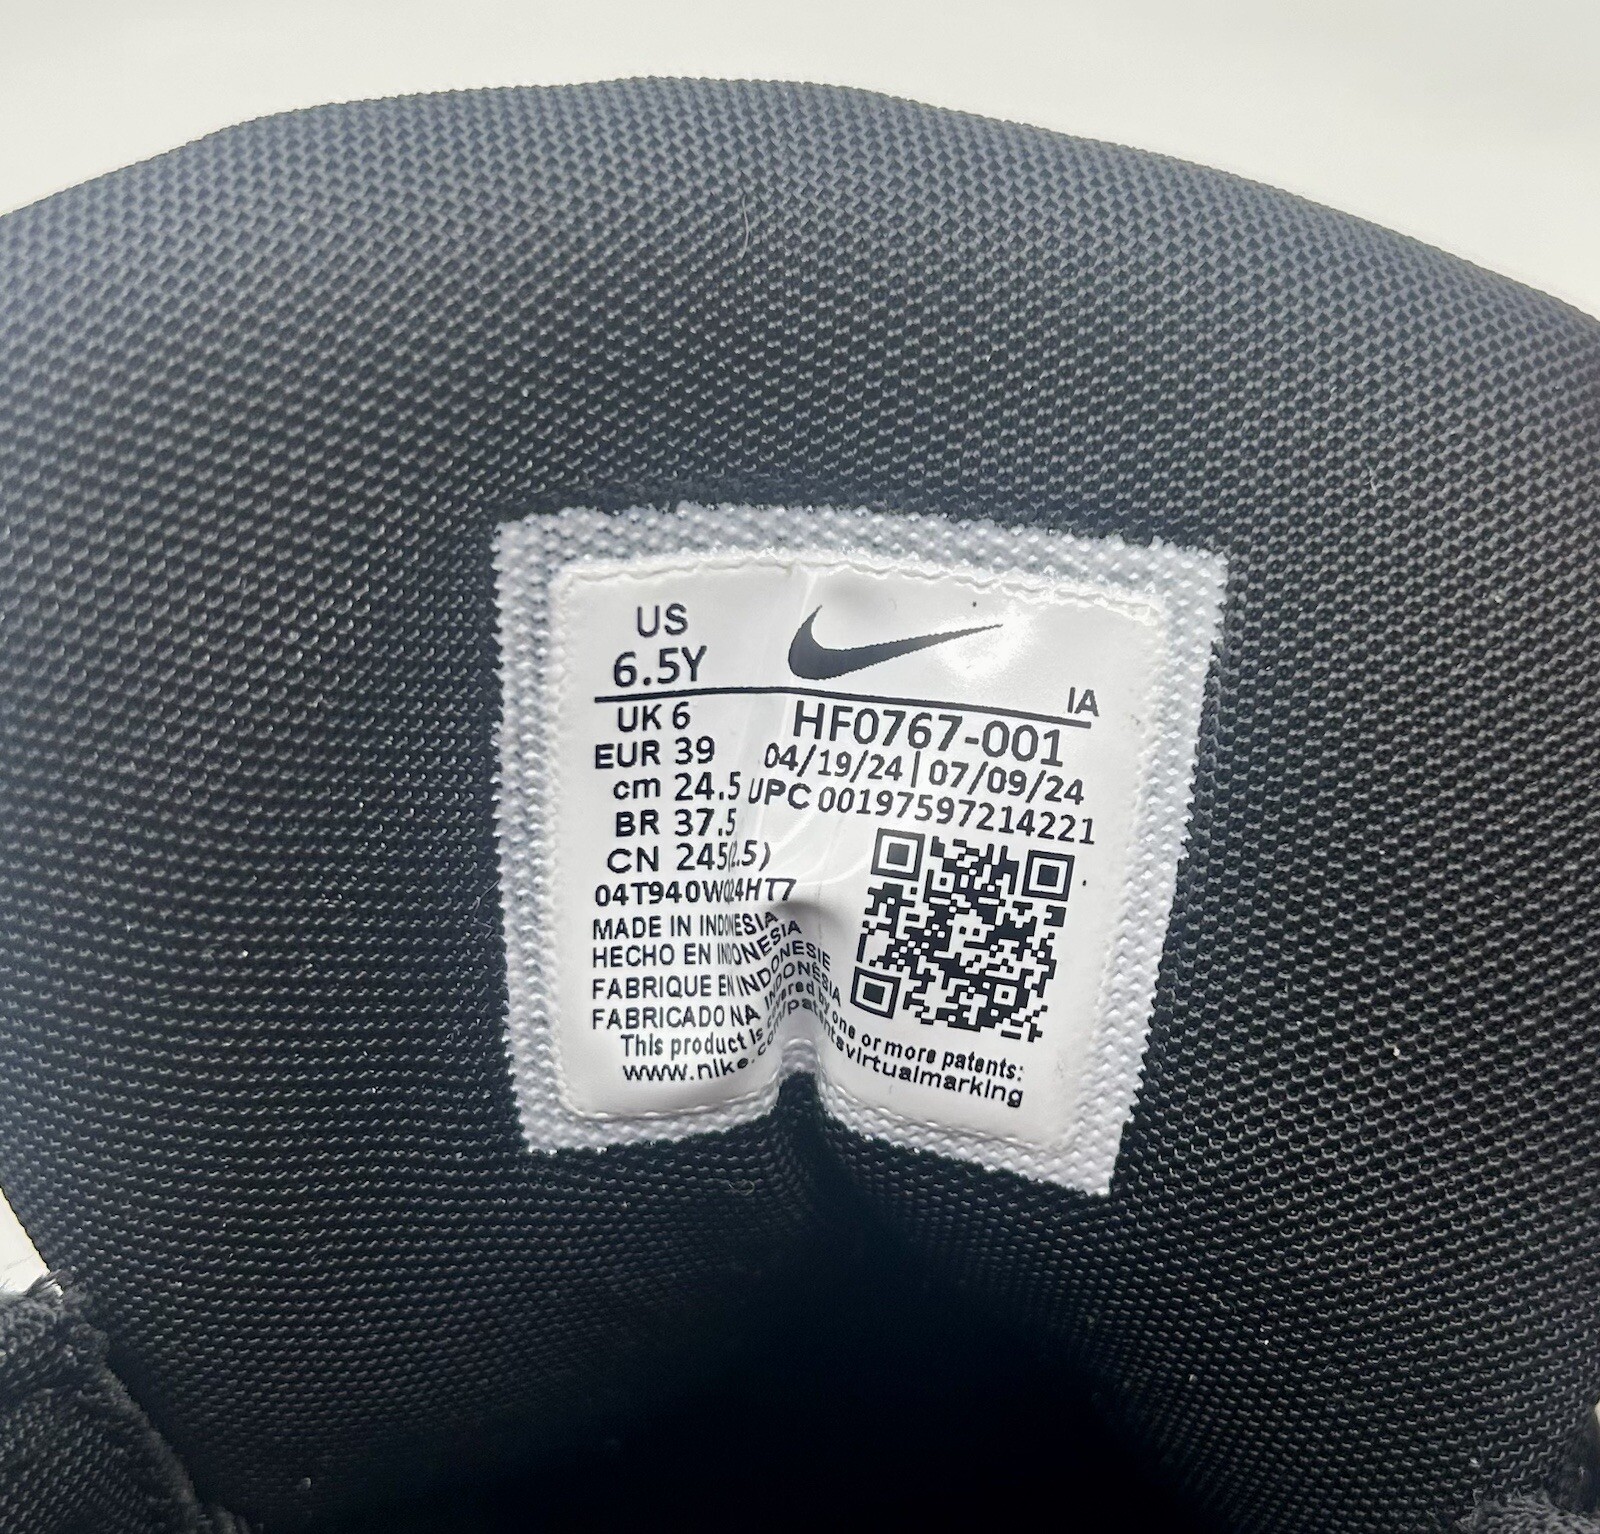 US
6.5Y
IA
UK 6
EUR 39
cm 24.5
BR 37.5
CN 245(2.5)
04T940W024HT7
MADE IN INDONESIA
HECHO EN INDONESIA
FABRIQUE EN INDONESIE
FABRICADO NA INDONÉSIA
HF0767-001
04/19/24 | 07/09/24
UPC 00197597214221
This product is covered by one or more patents:
www.nike.com/patentsvirtualmarking